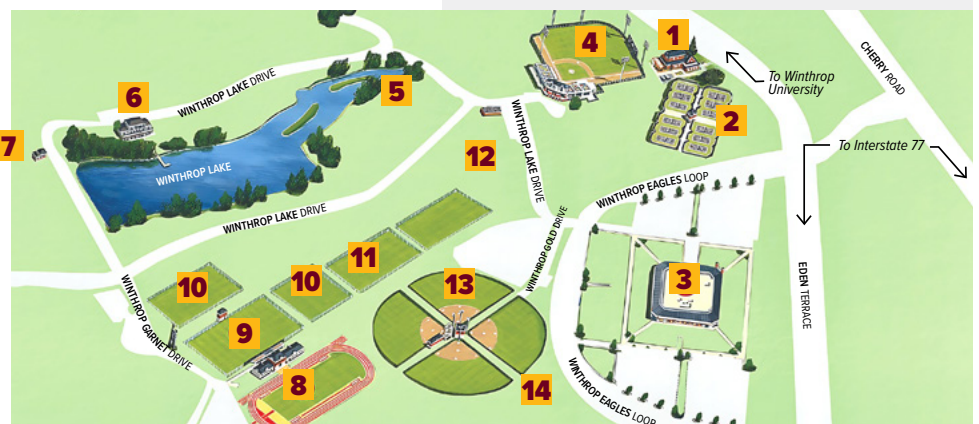 1
4
CHERRY ROAD
To Winthrop
University
5
6
WINTHROP LAKE DRIVE
2
7
12
WINTHROP LAKE DRIVE
To Interstate 77
WINTHROP LAKE
WINTHROP EAGLES LOOP
WINTHROP LAKE DRIVE
WINTHROP GOLD DRIVE
11
10
10
13
3
EDEN TERRACE
WINTHROP GARNET DRIVE
9
8
14
WINTHROP EAGLES LOOP